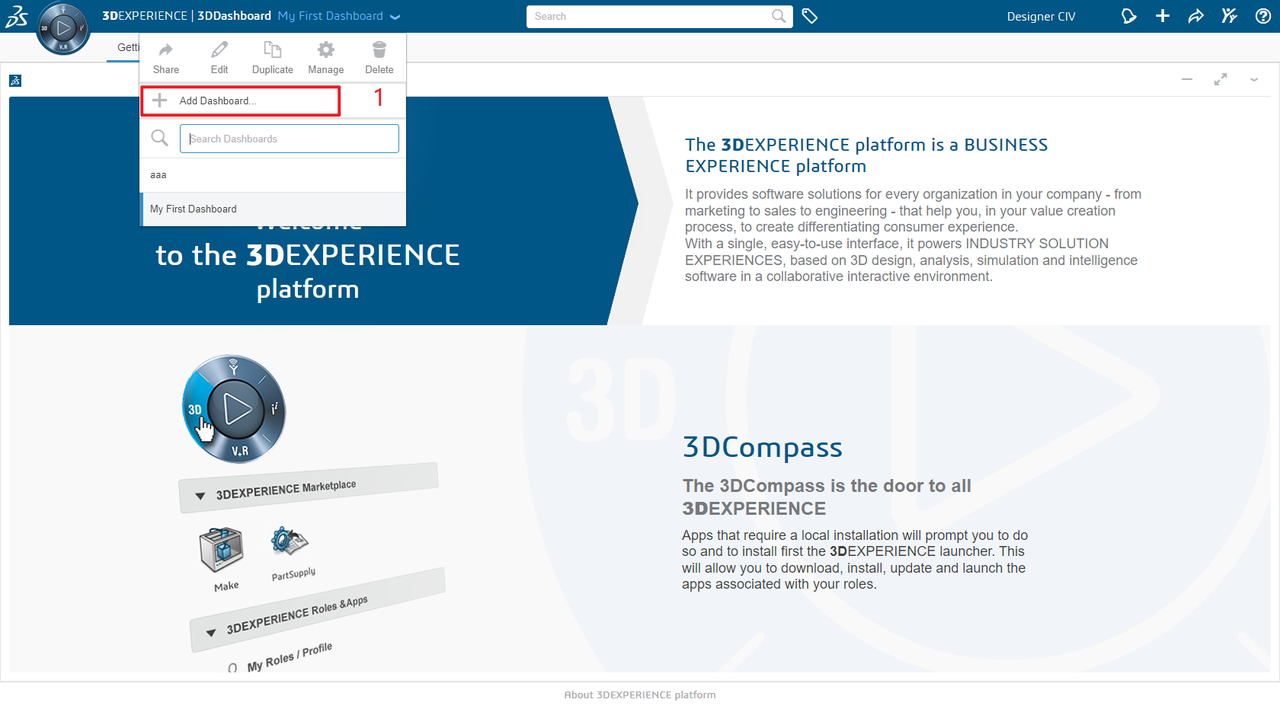 3DEXPERIENCE | 3DDashboard My First Dashboard
Search
Designer CIV
3D
V.R
Getti
Share Edit Duplicate Manage Delete
Add Dashboard...
1
Search Dashboards
aaa
My First Dashboard
Welcome
to the 3DEXPERIENCE
platform
The 3DEXPERIENCE platform is a BUSINESS
EXPERIENCE platform
It provides software solutions for every organization in your company - from
marketing to sales to engineering - that help you, in your value creation
process, to create differentiating consumer experience.
With a single, easy-to-use interface, it powers INDUSTRY SOLUTION
EXPERIENCES, based on 3D design, analysis, simulation and intelligence
software in a collaborative interactive environment.
3D
V+R
3DEXPERIENCE Marketplace
Make
PartSupply
3DEXPERIENCE Roles &Apps
My Roles / Profile
3D
3DCompass
The 3DCompass is the door to all
3DEXPERIENCE
Apps that require a local installation will prompt you to do
so and to install first the 3DEXPERIENCE launcher. This
will allow you to download, install, update and launch the
apps associated with your roles.
About 3DEXPERIENCE platform